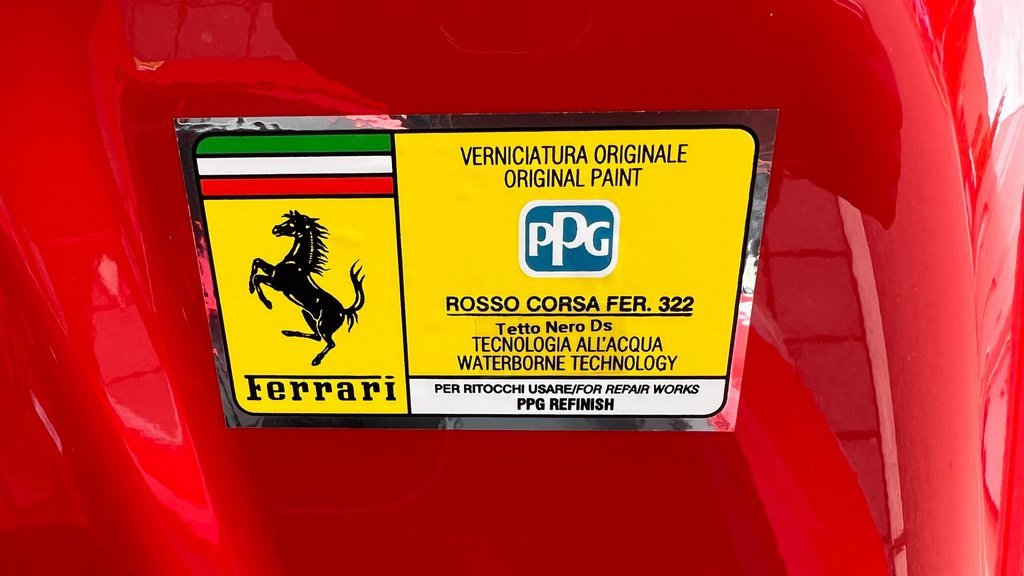 Ferrari
VERNICIATURA ORIGINALE
ORIGINAL PAINT
PPG
ROSSO CORSA FER. 322
Tetto Nero Ds
TECNOLOGIA ALL'ACQUA
WATERBORNE TECHNOLOGY
PER RITOCCHI USARE/FOR REPAIR WORKS
PPG REFINISH